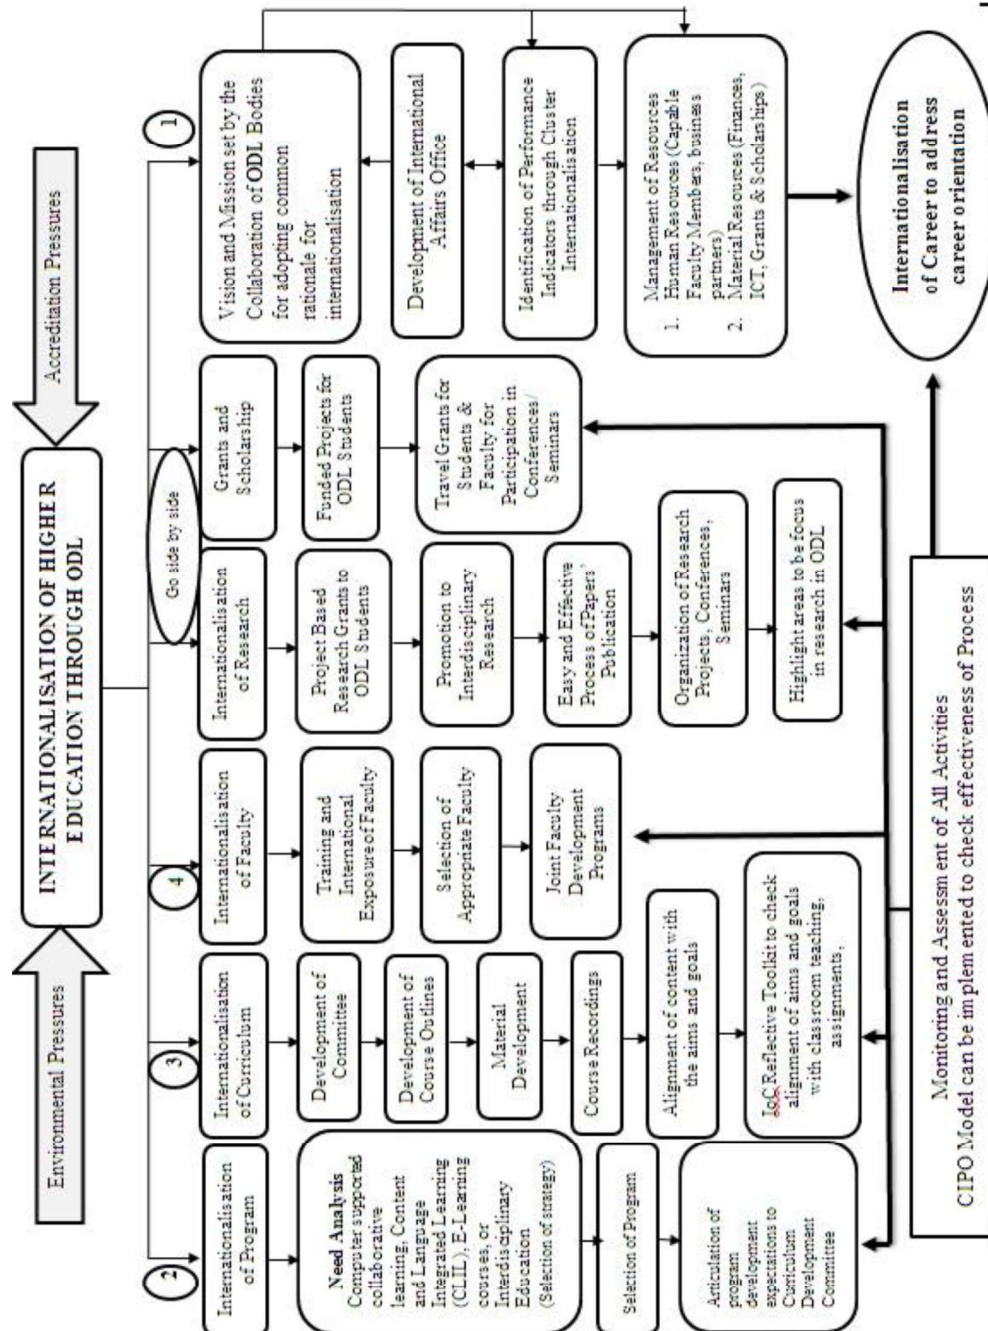 Environmental Pressures
INTERNATIONALISATION OF HIGHER
EDUCATION THROUGH ODL
Accreditation Pressures
2
Internationalisation
of Program
Need Analysis
Computer supported
collaborative
learning, Content
and Language
Integrated Learning
(CLIL), E-Learning
courses, or
Interdisciplinary
Education
(Selection of strategy)
Selection of Program
Articulation of
program
development
expectations to
Curriculum
Development
Committee
3
Internationalisation
of Curriculum
Development of
Committee
Development of
Course Outlines
Material
Development
Course Recordings
Alignment of content with
the aims and goals
IoC Reflective Toolkit to check
alignment of aims and goals
with classroom teaching,
assignments,
4
Internationalisation
of Faculty
Training and
International
Exposure of Faculty
Selection of
Appropriate Faculty
Joint Faculty
Development
Programs
Go side by side
Internationalisation
of Research
Project Based
Research Grants to
ODL Students
Promotion to
Interdisciplinary
Research
Easy and Effective
Process of Papers'
Publication
Organization of Research
Projects, Conferences,
Seminars
Highlight areas to be focus
in research in ODL
Grants and
Scholarship
Funded Projects for
ODL Students
Travel Grants for
Students &
Faculty for
Participation in
Conferences/
Seminars
1
Vision and Mission set by the
Collaboration of ODL Bodies
for adopting common
rationale for
internationalisation
Development of International
Affairs Office
Identification of Performance
Indicators through Cluster
Internationalisation
Management of Resources
1. Human Resources (Capable
Faculty Members, business
partners)
2. Material Resources (Finances,
ICT, Grants & Scholarships)
Internationalisation
of Career to address
career orientation
Monitoring and Assessment of All Activities
CIPO Model can be implemented to check effectiveness of Process